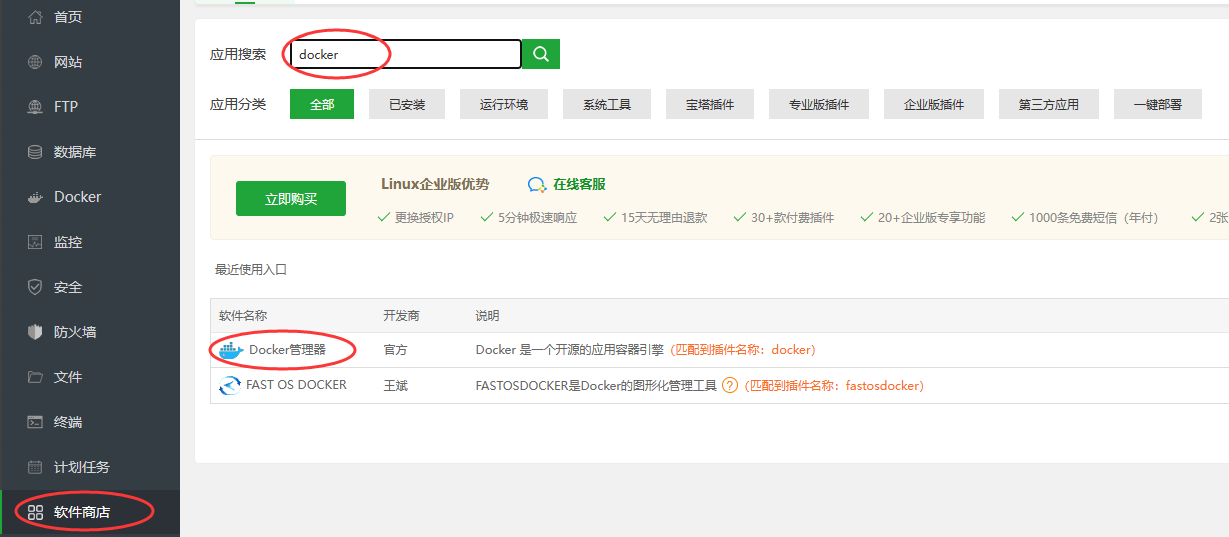 首页
网站
FTP
数据库
Docker
监控
安全
防火墙
文件
终端
计划任务
软件商店
应用搜索 docker
应用分类 全部 已安装 运行环境 系统工具 宝塔插件 专业版插件 企业版插件 第三方应用 一键部署
立即购买 Linux企业版优势 在线客服
更换授权IP 5分钟极速响应 15天无理由退款 30+款付费插件 20+企业版专享功能 1000条免费短信（年付） 2张
最近使用入口
软件名称 开发商 说明
Docker管理器 官方 Docker 是一个开源的应用容器引擎（匹配到插件名称：docker）
FAST OS DOCKER 王斌 FASTOSDOCKER是Docker的图形化管理工具 ?（匹配到插件名称：fastosdocker）